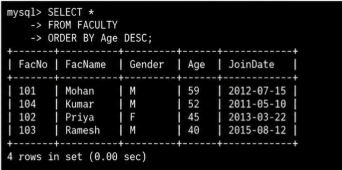 mysql> SELECT *
    -> FROM FACULTY
    -> ORDER BY Age DESC;
+-------+---------+--------+-----+------------+
| FacNo | FacName | Gender | Age | JoinDate   |
+-------+---------+--------+-----+------------+
| 101   | Mohan   | M      | 59  | 2012-07-15 |
| 104   | Kumar   | M      | 52  | 2011-05-10 |
| 102   | Priya   | F      | 45  | 2013-03-22 |
| 103   | Ramesh  | M      | 40  | 2015-08-12 |
+-------+---------+--------+-----+------------+
4 rows in set (0.00 sec)